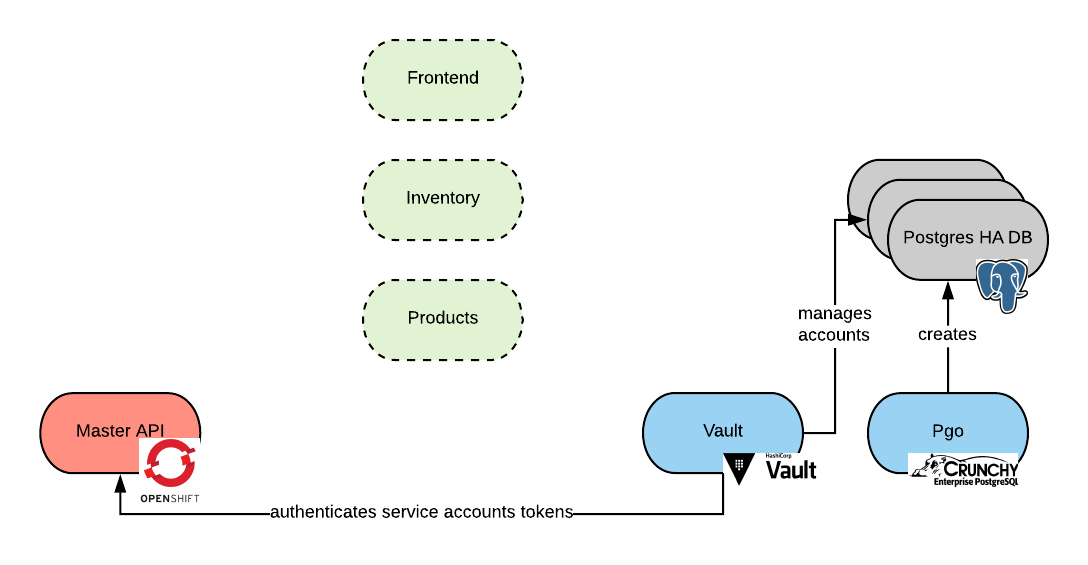 Frontend
Inventory
Products
Postgres HA DB
manages
accounts
creates
Master API
OPENSHIFT
Vault
HashiCorp
Vault
Pgo
CRUNCHY
Enterprise PostgreSQL
authenticates service accounts tokens